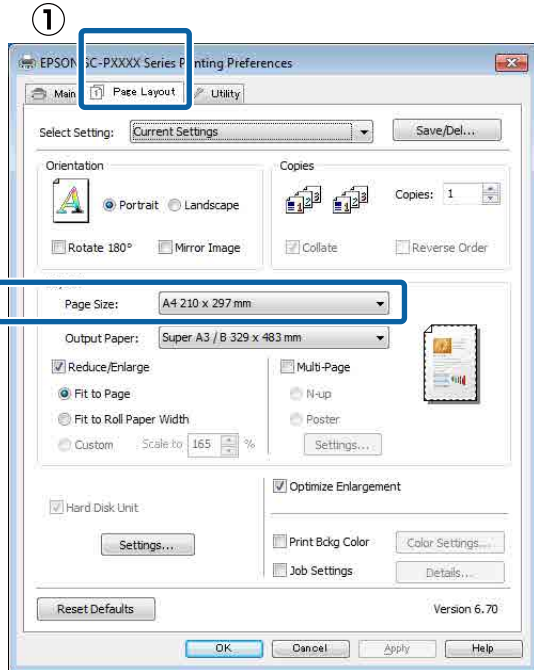 ①
EPSON SC-PXXXX Series Printing Preferences
Main Page Layout Utility
Select Setting: Current Settings Save/Del...
Orientation Copies
Portrait Landscape Copies: 1
Rotate 180° Mirror Image Collate Reverse Order
Page Size: A4 210 x 297 mm
Output Paper: Super A3 / B 329 x 483 mm
Reduce/Enlarge Multi-Page
Fit to Page N-up
Fit to Roll Paper Width Poster
Custom Scale to 165 % Settings...
Optimize Enlargement
Hard Disk Unit
Settings... Print Bckg Color Color Settings...
Job Settings Details...
Reset Defaults Version 6.70
OK Cancel Apply Help